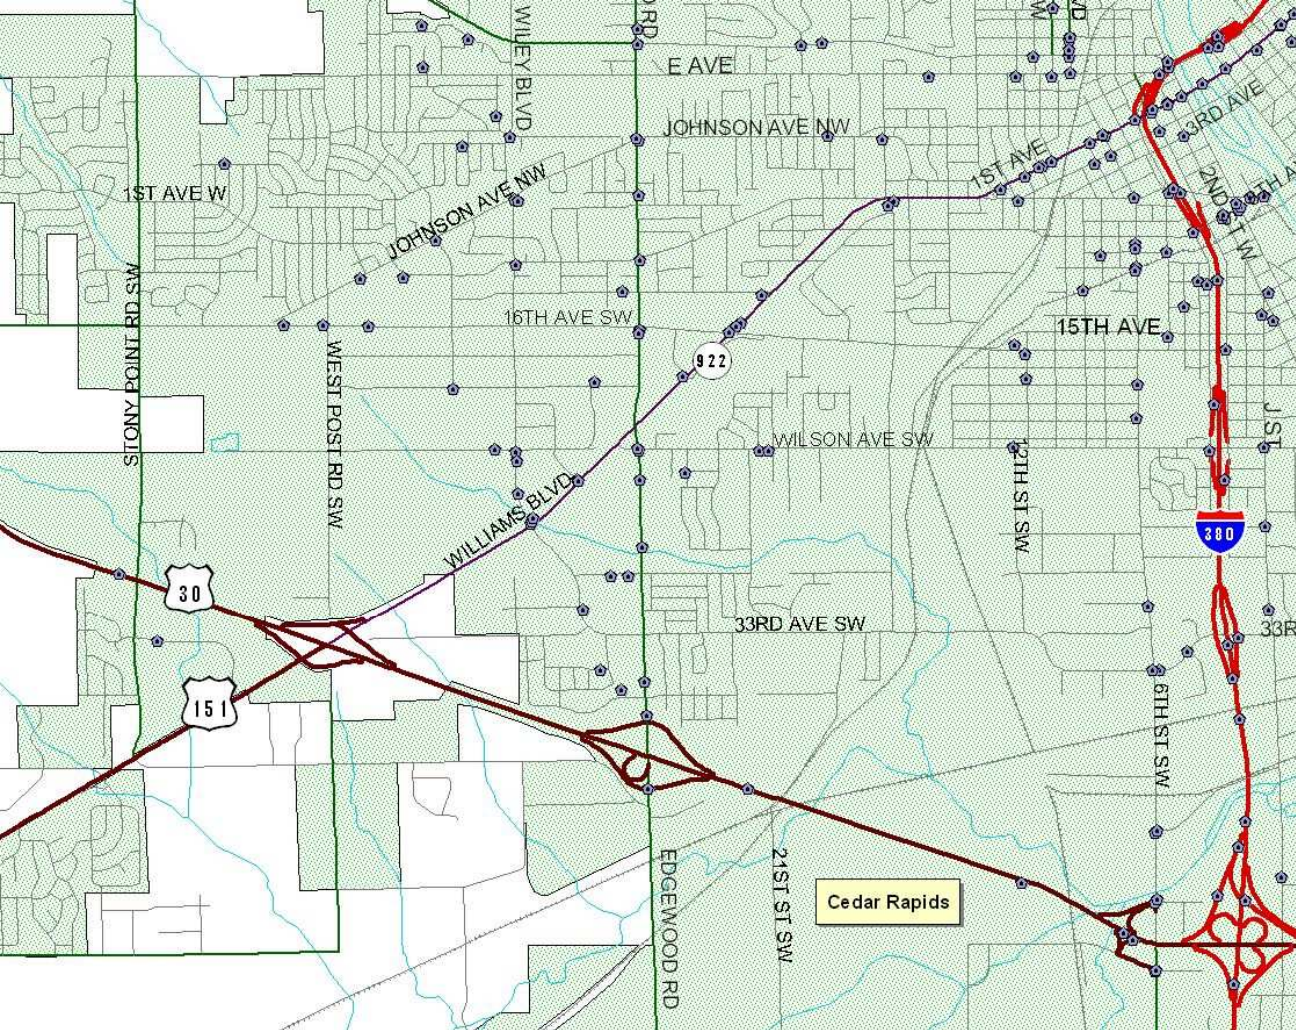 WILEY BLVD
E AVE
JOHNSON AVE NW
3RD AVE
1ST AVE
1ST AVE W
JOHNSON AVE NW
STONY POINT RD SW
16TH AVE SW
15TH AVE
922
WEST POST RD SW
WILSON AVE SW
J ST
12TH ST SW
WILLIAMS BLVD
380
30
33RD AVE SW
33R
151
6TH ST SW
EDGEWOOD RD
21ST ST SW
Cedar Rapids